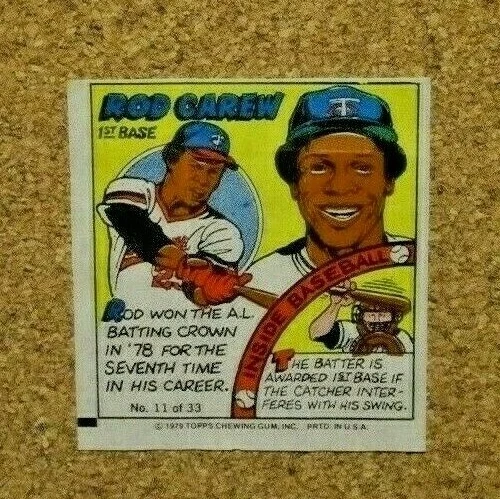 ROD CAREW
1ST BASE
T
INSIDE BASEBALL
ROD WON THE A.L.
BATTING CROWN
IN '78 FOR THE
SEVENTH TIME
IN HIS CAREER.
No. 11 of 33
THE BATTER IS
AWARDED 1ST BASE IF
THE CATCHER INTER-
FERES WITH HIS SWING.
© 1979 TOPPS CHEWING GUM, INC. PRTD. IN U.S.A.